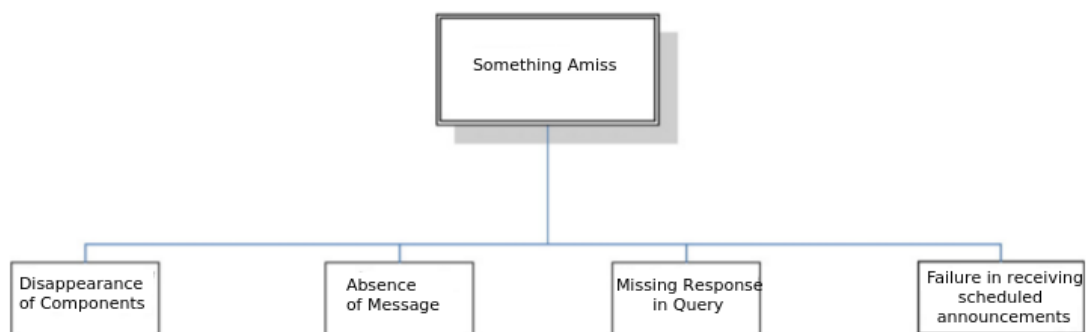 Something Amiss
Disappearance
of Components
Absence
of Message
Missing Response
in Query
Failure in receiving
scheduled
announcements